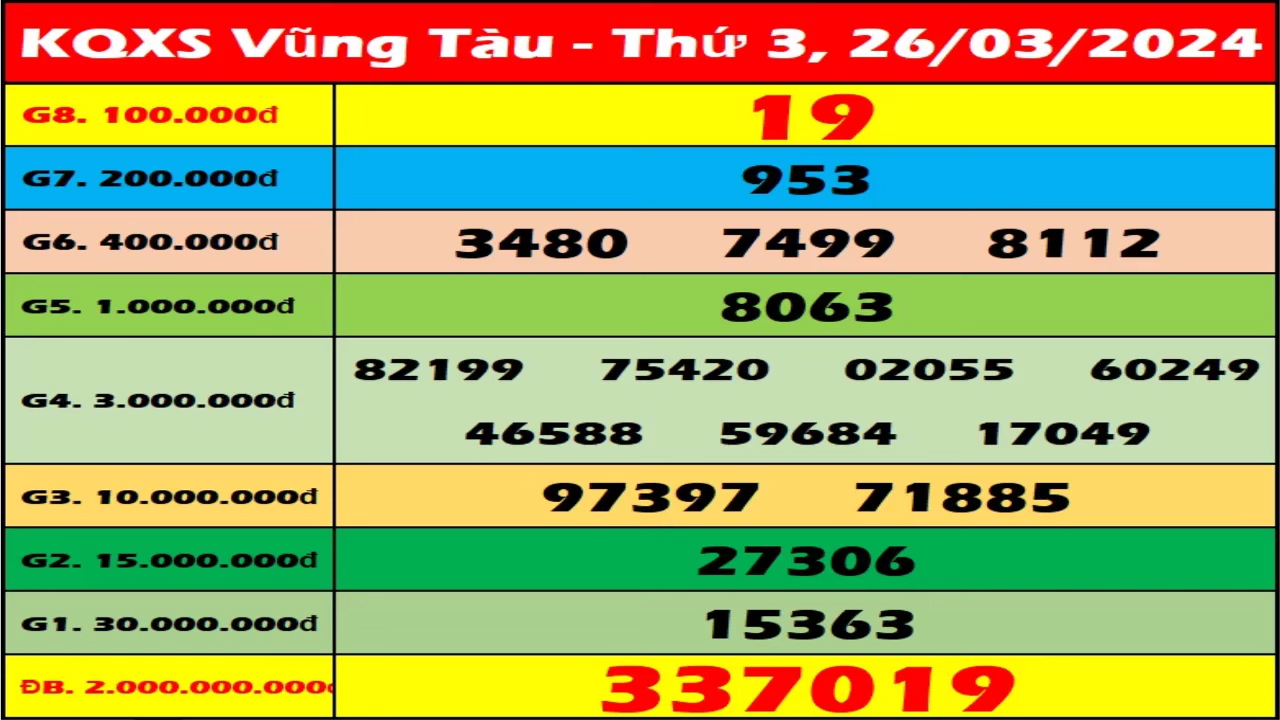 KQXS Vũng Tàu - Thứ 3, 26/03/2024
G8. 100.000đ 19
G7. 200.000đ 953
G6. 400.000đ 3480 7499 8112
G5. 1.000.000đ 8063
G4. 3.000.000đ
82199 75420 02055 60249
46588 59684 17049
G3. 10.000.000đ 97397 71885
G2. 15.000.000đ 27306
G1. 30.000.000đ 15363
ĐB. 2.000.000.000đ 337019